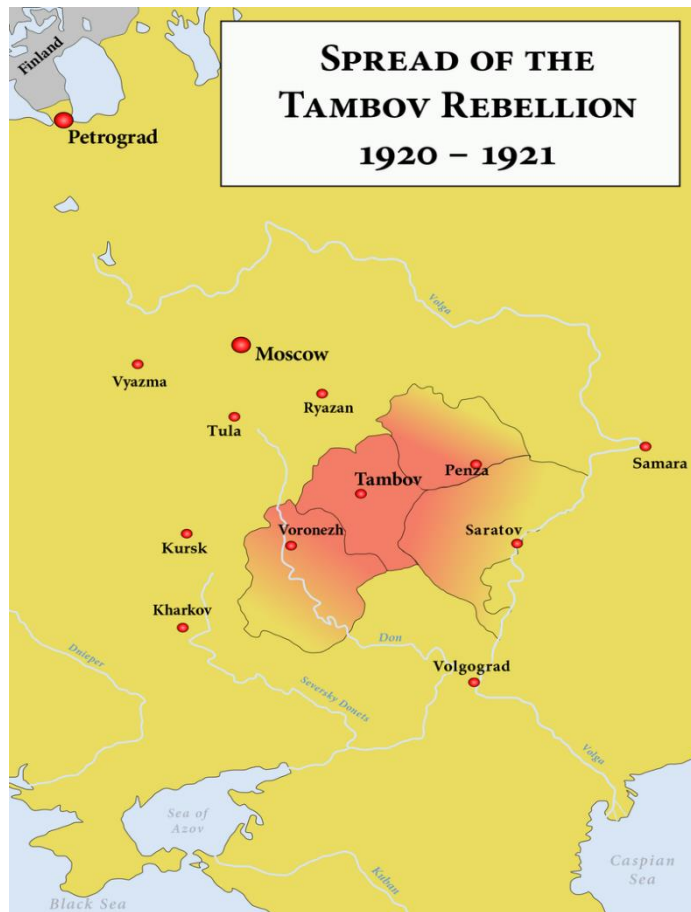 SPREAD OF THE
TAMBOV REBELLION
1920 – 1921
Finland
Petrograd
Volga
Moscow
Vyazma
Ryazan
Tula
Samara
Penza
Tambov
Saratov
Voronezh
Kursk
Kharkov
Don
Dnieper
Volgograd
Seversky Donets
Volga
Sea of
Azov
Caspian
Sea
Kuban
Black Sea